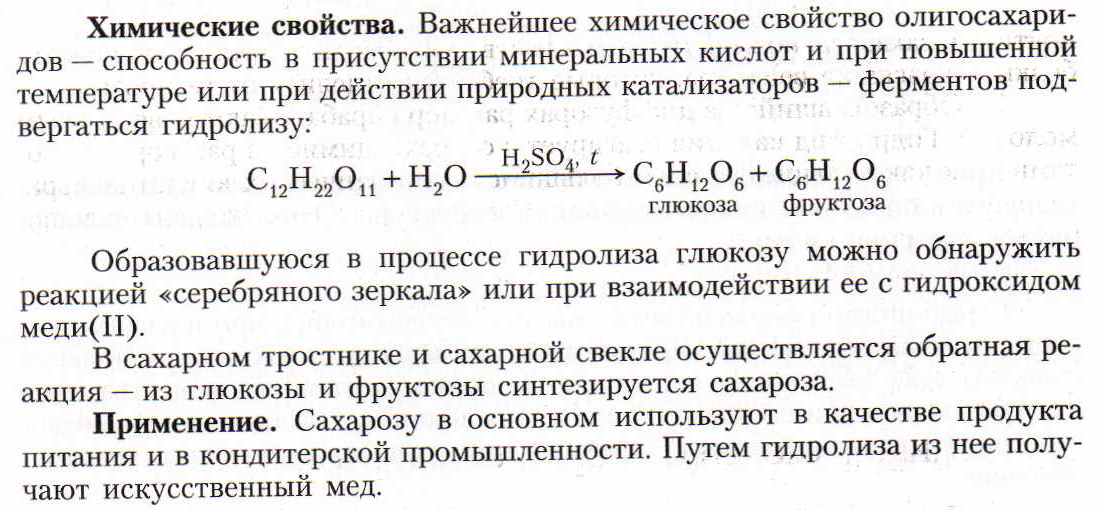 Химические свойства. Важнейшее химическое свойство олигосахари-
дов — способность в присутствии минеральных кислот и при повышенной
температуре или при действии природных катализаторов — ферментов под-
вергаться гидролизу:
C₁₂H₂₂O₁₁ + H₂O —H₂SO₄, t→ C₆H₁₂O₆ + C₆H₁₂O₆
глюкоза фруктоза
Образовавшуюся в процессе гидролиза глюкозу можно обнаружить
реакцией «серебряного зеркала» или при взаимодействии ее с гидроксидом
меди(II).
В сахарном тростнике и сахарной свекле осуществляется обратная ре-
акция — из глюкозы и фруктозы синтезируется сахароза.
Применение. Сахарозу в основном используют в качестве продукта
питания и в кондитерской промышленности. Путем гидролиза из нее полу-
чают искусственный мед.